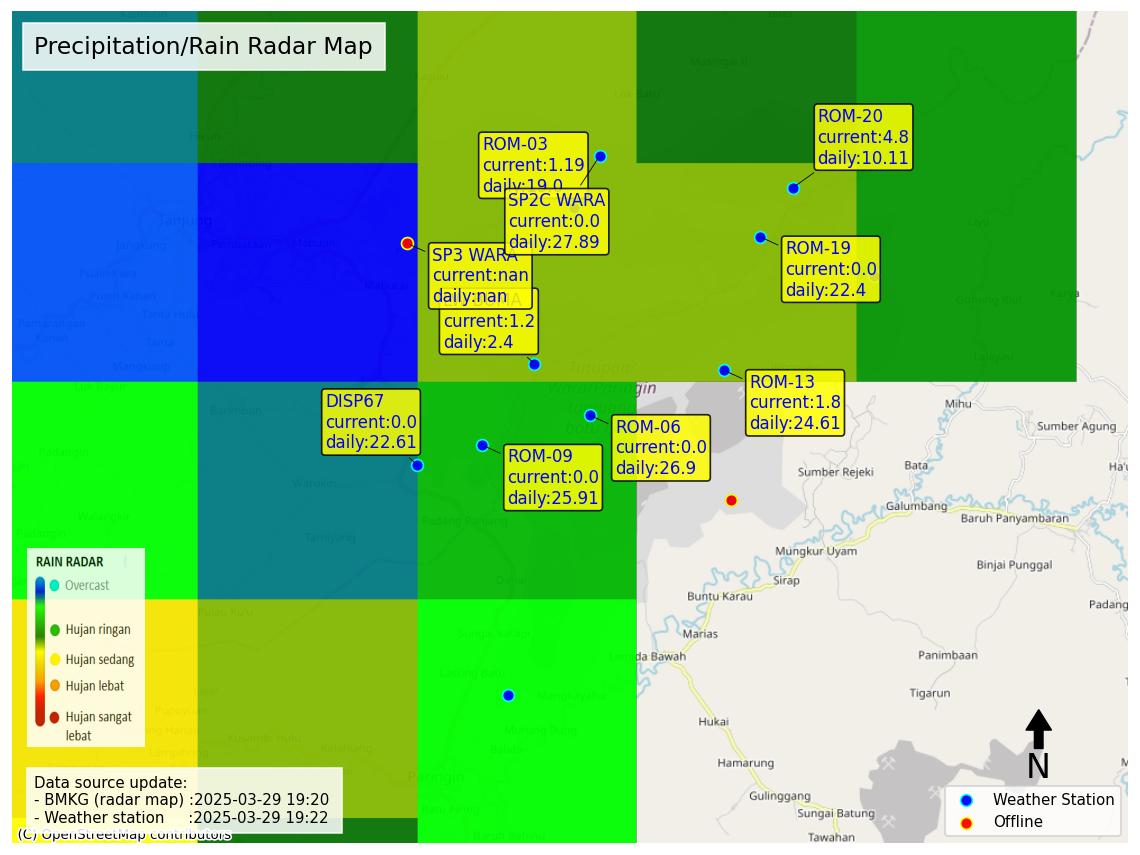 Precipitation/Rain Radar Map
ROM-20
current:4.8
daily:10.11
ROM-03
current:1.19
daily:19.0
SP2C WARA
current:0.0
daily:27.89
Tanjung
ROM-19
current:0.0
daily:22.4
SP3 WARA
current:nan
daily:nan
current:1.2
daily:2.4
ROM-13
current:1.8
daily:24.61
DISP67
current:0.0
daily:22.61
ROM-06
current:0.0
daily:26.9
ROM-09
current:0.0
daily:25.91
Mihu
Sumber Agung
Bata
Sumber Rejeki
Galumbang
Baruh Panyambaran
Mungkur Uyam
Binjai Punggal
Sirap
Buntu Karau
Padang
Marias
Panimbaan
Tigarun
Hukai
Hamarung
Gulinggang
Sungai Batung
Tawahan
Paringin
RAIN RADAR
Overcast
Hujan ringan
Hujan sedang
Hujan lebat
Hujan sangat
lebat
Data source update:
- BMKG (radar map) :2025-03-29 19:20
- Weather station :2025-03-29 19:22
(C) OpenStreetMap contributors
N
Weather Station
Offline